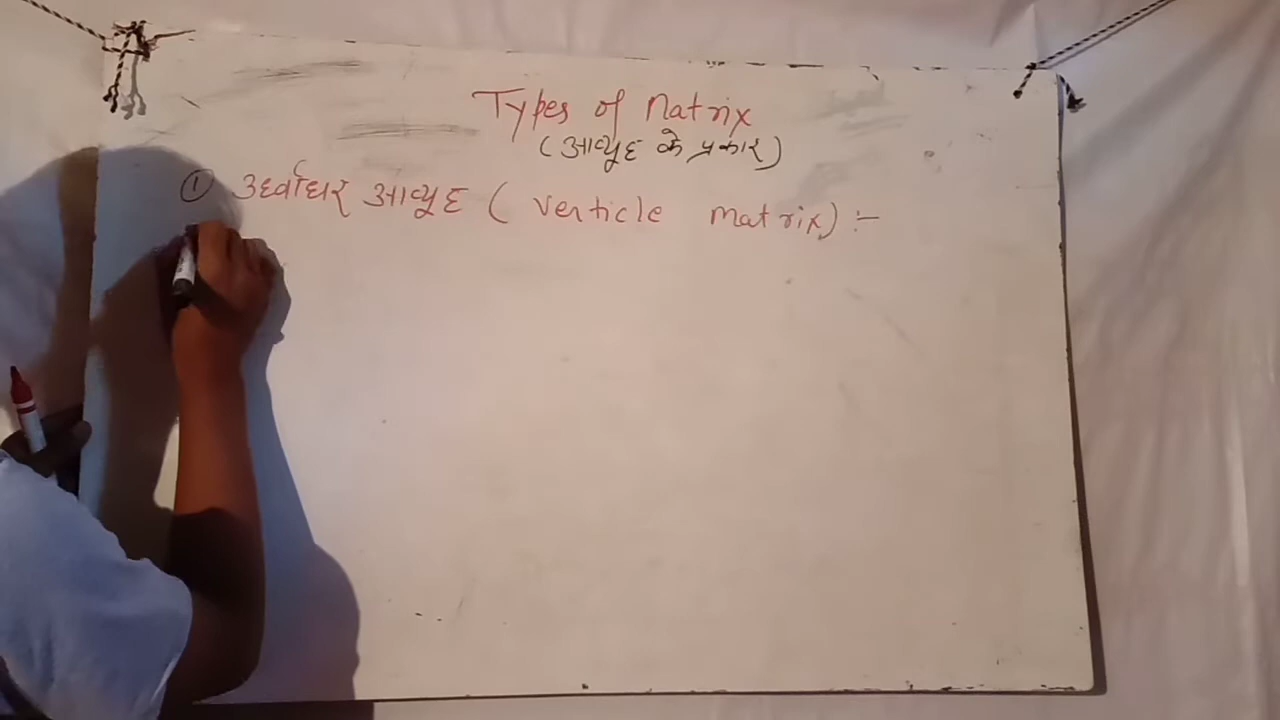 Types of Matrix
(आव्यूह के प्रकार)
① उर्ध्वाधर आव्यूह ( Verticle matrix) :-